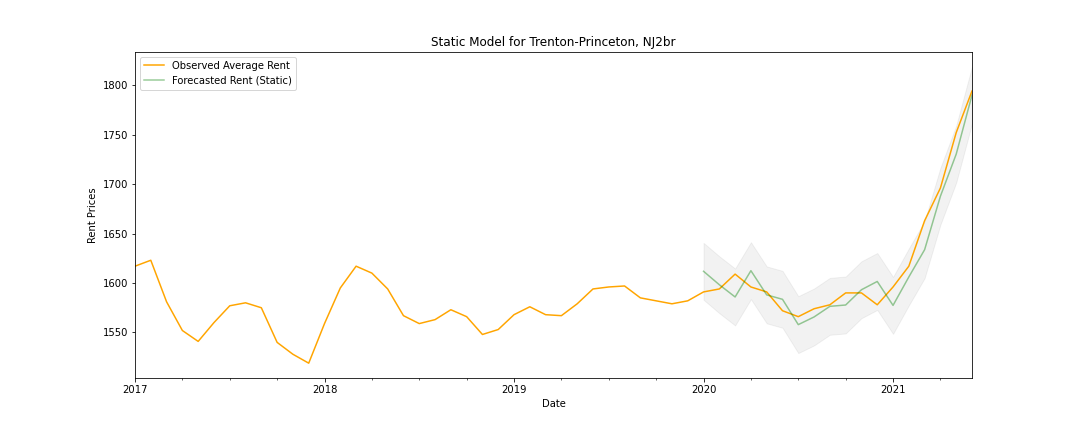 Static Model for Trenton-Princeton, NJ2br
Observed Average Rent
Forecasted Rent (Static)
1800
1750
1700
1650
1600
1550
Rent Prices
2017
2018
2019
2020
2021
Date